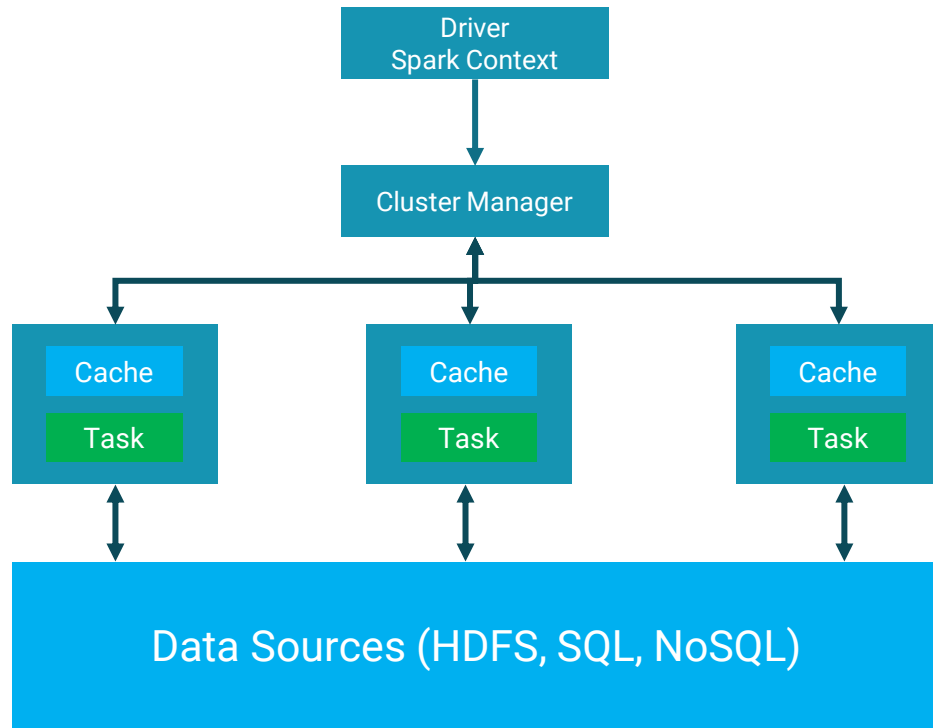 Driver
Spark Context
Cluster Manager
Cache
Cache
Cache
Task
Task
Task
Data Sources (HDFS, SQL, NoSQL)